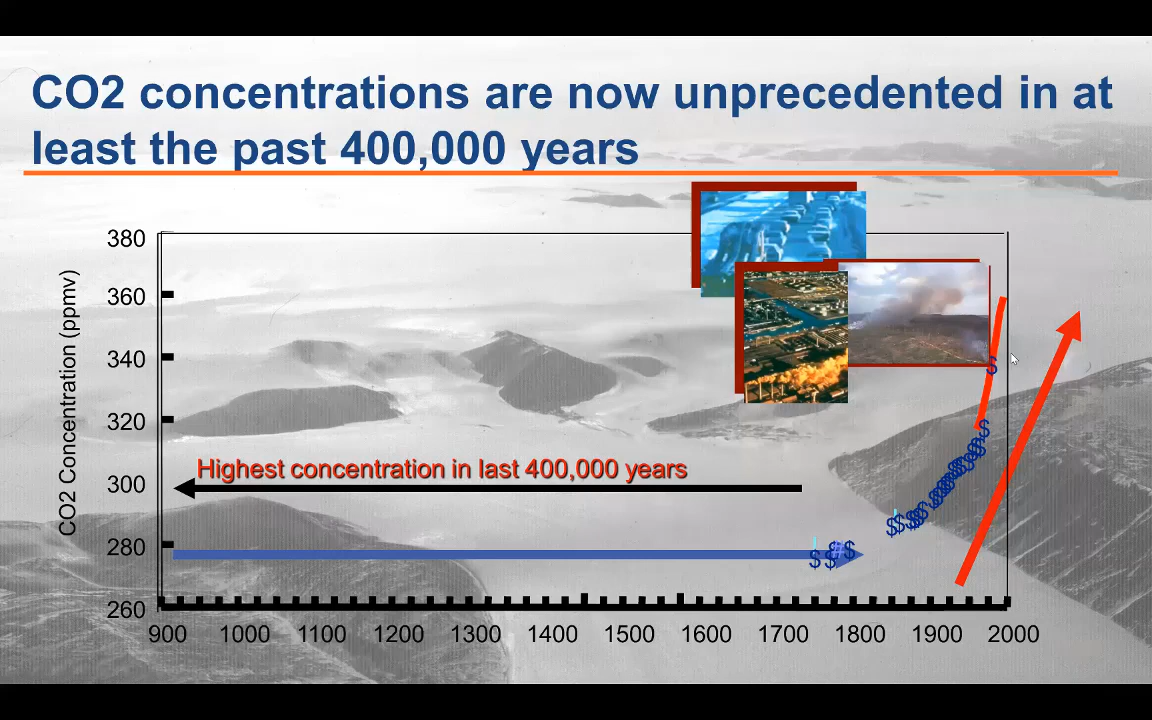 CO2 concentrations are now unprecedented in at
least the past 400,000 years
CO2 Concentration (ppmv)
380
360
340
320
300
280
260
Highest concentration in last 400,000 years
900 1000 1100 1200 1300 1400 1500 1600 1700 1800 1900 2000